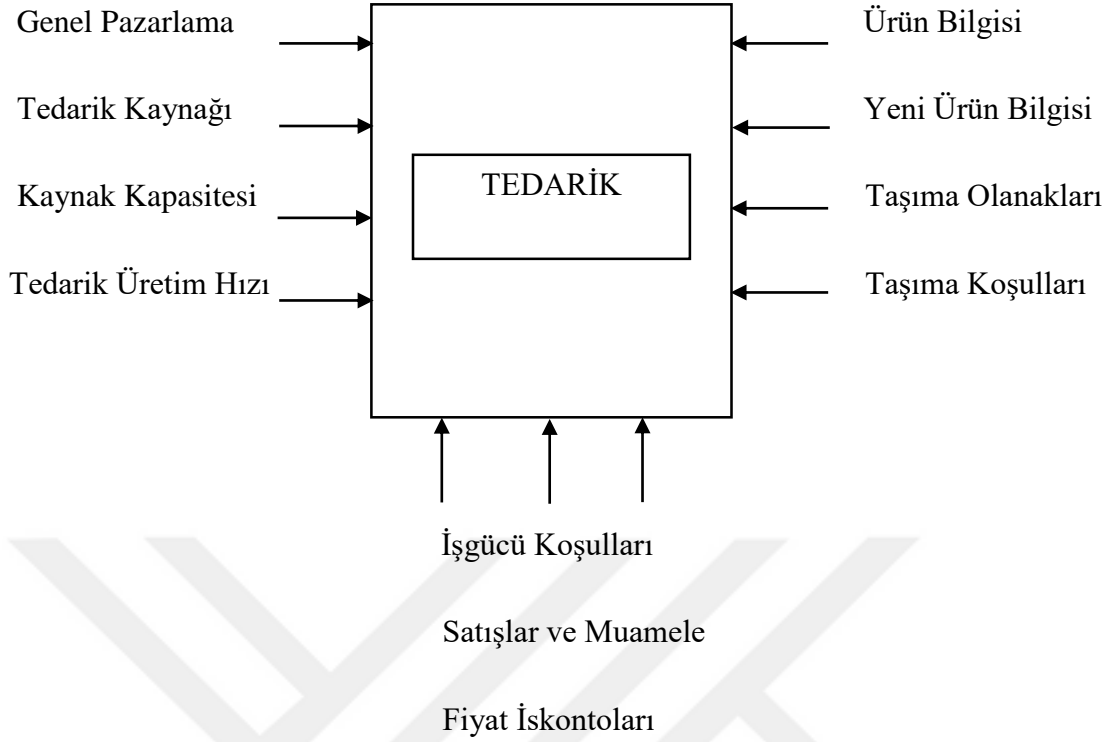 Genel Pazarlama
Ürün Bilgisi
Tedarik Kaynağı
Yeni Ürün Bilgisi
TEDARİK
Kaynak Kapasitesi
Taşıma Olanakları
Tedarik Üretim Hızı
Taşıma Koşulları
İşgücü Koşulları
Satışlar ve Muamele
Fiyat İskontoları